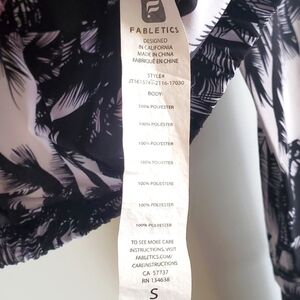 FABLETICS
DESIGNED
IN CALIFORNIA
MADE IN CHINA
FABRIQUÉ EN CHINE
STYLE#
BODY
100% POLYESTER
100% POLYESTER
100% POLYESTER
100% POLYESTER
100% POLYESTER
100% POLYESTER
100% POLYESTER
TO SEE MORE CARE
INSTRUCTIONS, VISIT
FABLETICS.COM/
CAREINSTRUCTIONS
CA- 57737
RN 134638
S